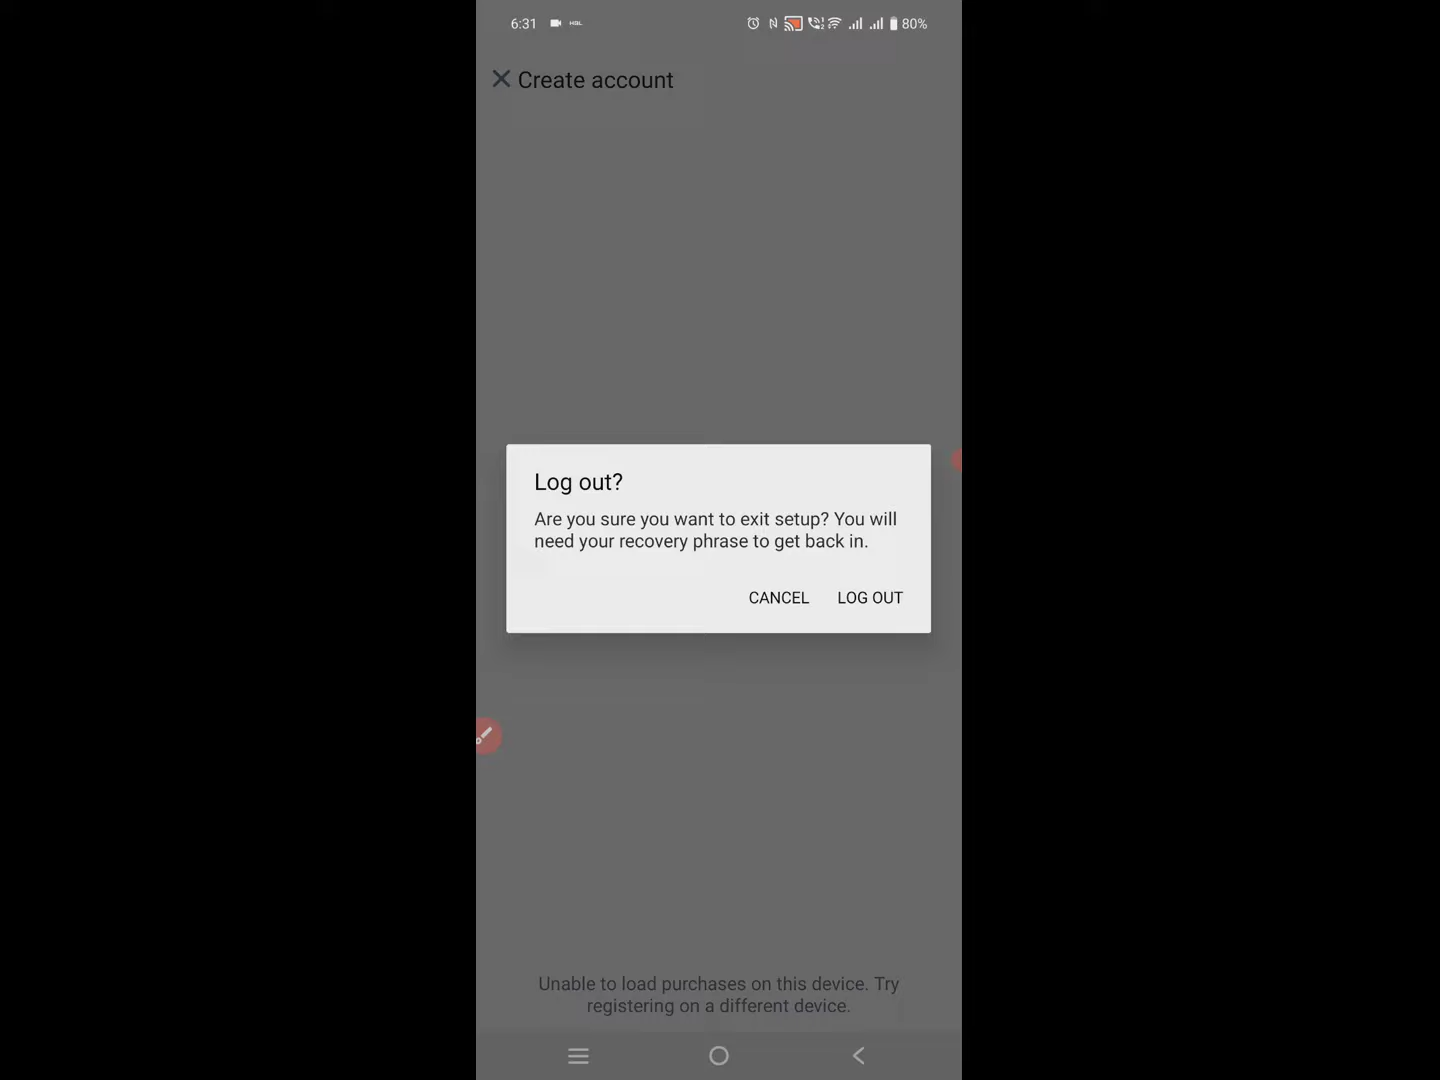 6:31
HSL
80%
Create account
Log out?
Are you sure you want to exit setup? You will
need your recovery phrase to get back in.
CANCEL LOG OUT
Unable to load purchases on this device. Try
registering on a different device.